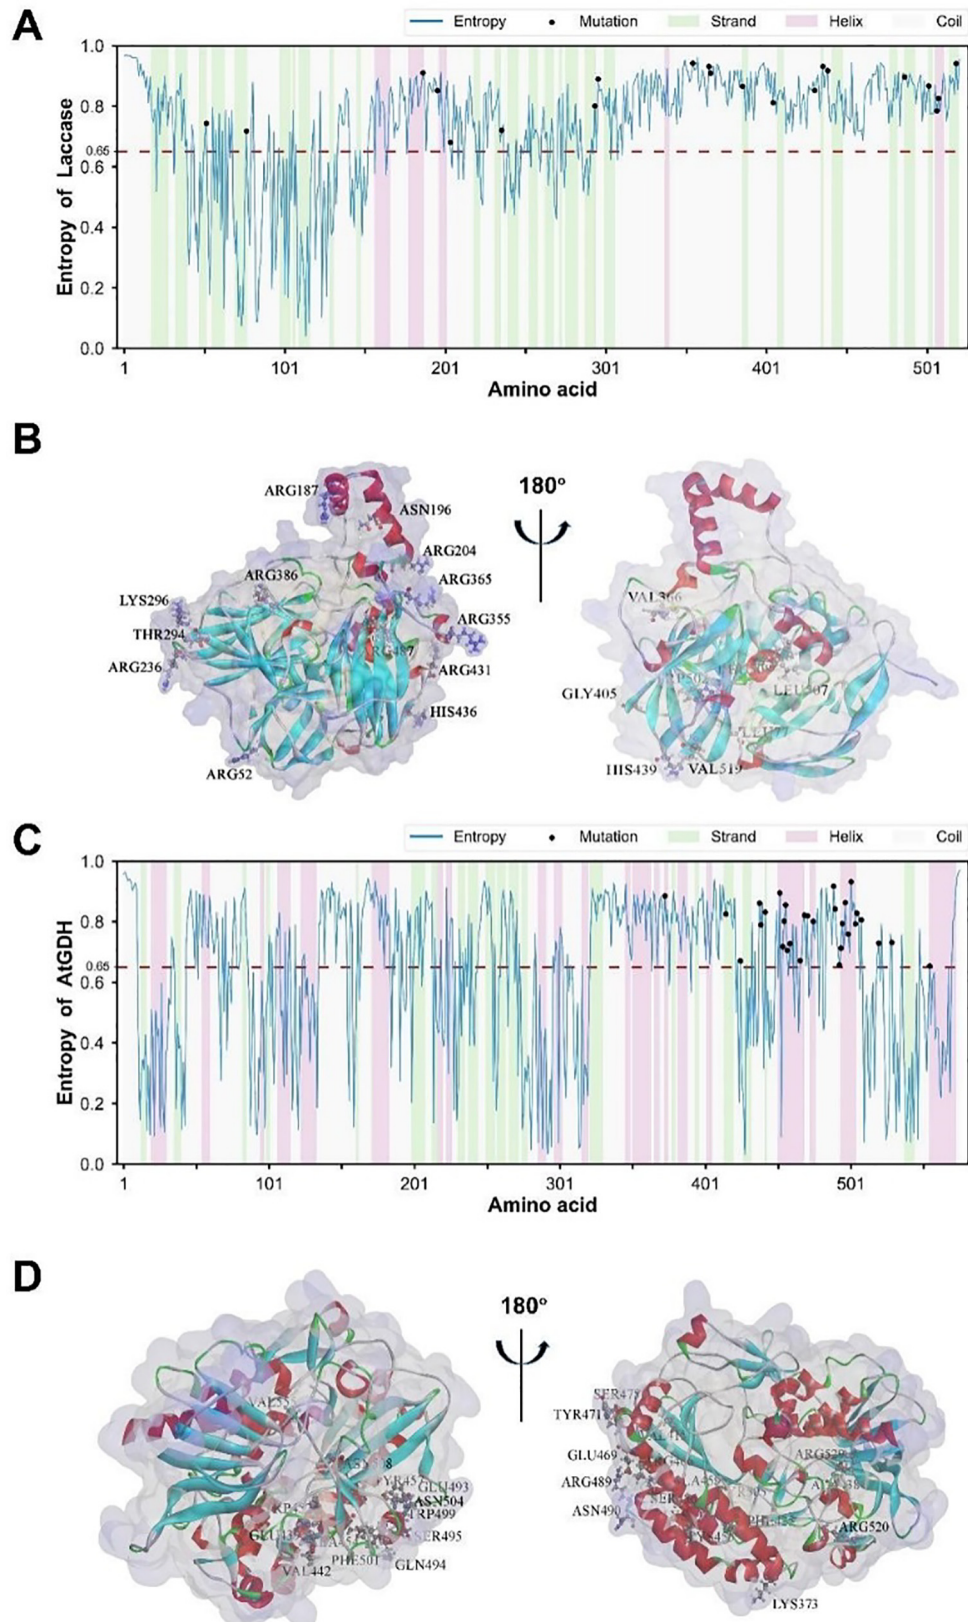 A
Entropy Mutation Strand Helix Coil
1.0
0.8
0.65
0.6
0.4
0.2
0.0
Entropy of Laccase
1 101 201 301 401 501
Amino acid
B
180°
ARG187
ASN196
ARG204
ARG386
ARG365
LYS296
ARG355
THR294
ARG236
ARG431
HIS436
ARG52
VAL366
GLY405
LEU507
LEU77
HIS439
VAL519
C
Entropy Mutation Strand Helix Coil
1.0
0.8
0.65
0.6
0.4
0.2
0.0
Entropy of AtGDH
1 101 201 301 401 501
Amino acid
D
180°
GLU493
ASN504
TRP499
SER495
PHE501
GLN494
VAL442
SER475
TYR471
GLU469
ARG489
ASN490
ARG529
ARG520
LYS373